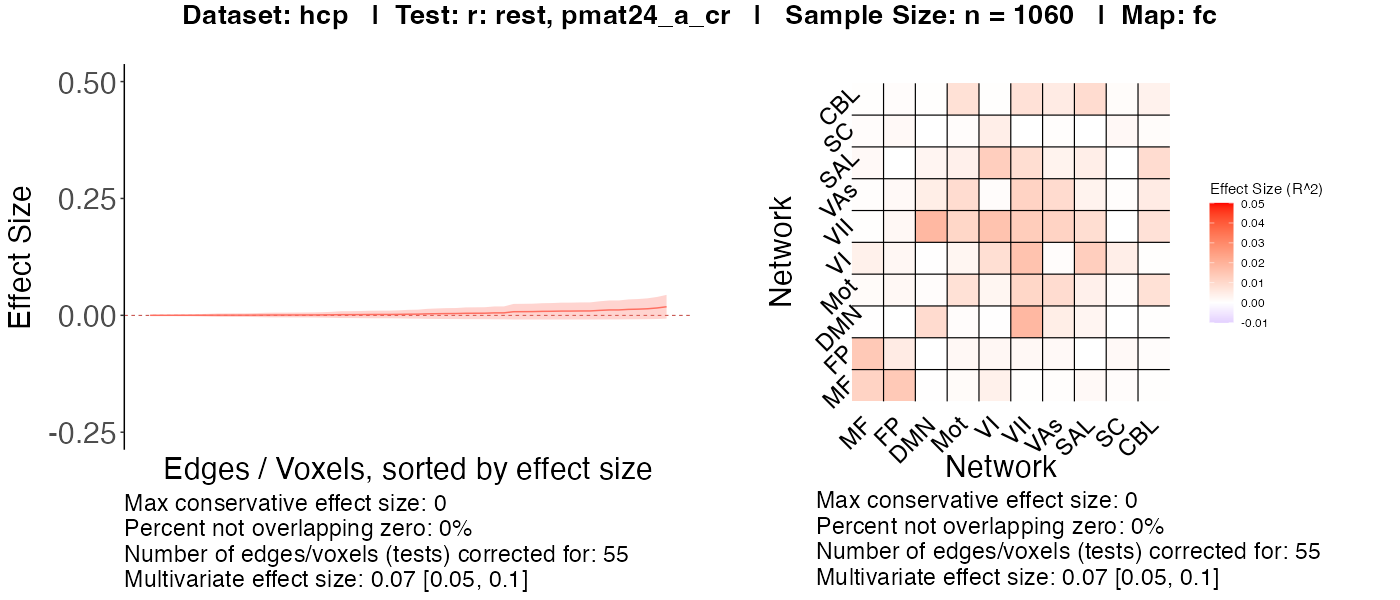 Dataset: hcp | Test: r: rest, pmat24_a_cr | Sample Size: n = 1060 | Map: fc
Effect Size
0.50
0.25
0.00
-0.25
Edges / Voxels, sorted by effect size
Max conservative effect size: 0
Percent not overlapping zero: 0%
Number of edges/voxels (tests) corrected for: 55
Multivariate effect size: 0.07 [0.05, 0.1]
Network
CBL
SC
SAL
VAs
VII
VI
Mot
DMN
FP
MF
MF
FP
DMN
Mot
VI
VII
VAs
SAL
SC
CBL
Network
Effect Size (R^2)
0.05
0.04
0.03
0.02
0.01
0.00
-0.01
Max conservative effect size: 0
Percent not overlapping zero: 0%
Number of edges/voxels (tests) corrected for: 55
Multivariate effect size: 0.07 [0.05, 0.1]